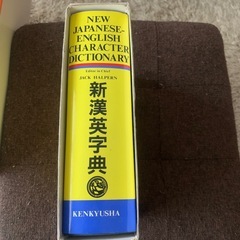 NEW
JAPANESE-
ENGLISH
CHARACTER
DICTIONARY
Editor in Chief
JACK HALPERN
新漢英字典
KENKYUSHA